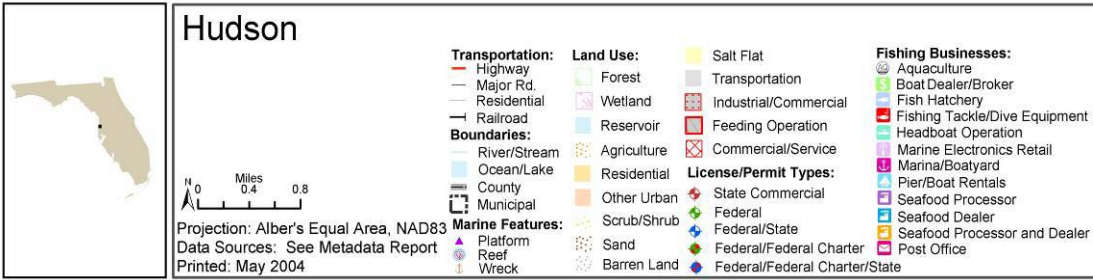 Hudson
N
Miles
0 0.4 0.8
Projection: Alber's Equal Area, NAD83
Data Sources: See Metadata Report
Printed: May 2004
Transportation:
Highway
Major Rd.
Residential
Railroad
Boundaries:
River/Stream
Ocean/Lake
County
Municipal
Marine Features:
Platform
Reef
Wreck
Land Use:
Forest
Wetland
Reservoir
Agriculture
Residential
Other Urban
Scrub/Shrub
Sand
Barren Land
Salt Flat
Transportation
Industrial/Commercial
Feeding Operation
Commercial/Service
License/Permit Types:
State Commercial
Federal
Federal/State
Federal/Federal Charter
Federal/Federal Charter/State
Fishing Businesses:
Aquaculture
Boat Dealer/Broker
Fish Hatchery
Fishing Tackle/Dive Equipment
Headboat Operation
Marine Electronics Retail
Marina/Boatyard
Pier/Boat Rentals
Seafood Processor
Seafood Dealer
Seafood Processor and Dealer
Post Office